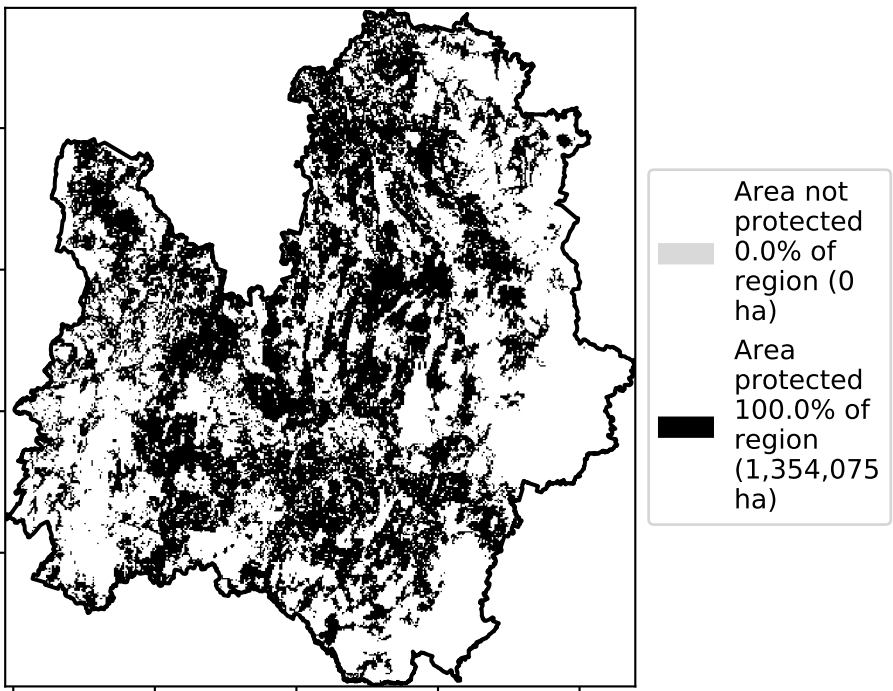 Area not
protected
0.0% of
region (0
ha)
Area
protected
100.0% of
region
(1,354,075
ha)